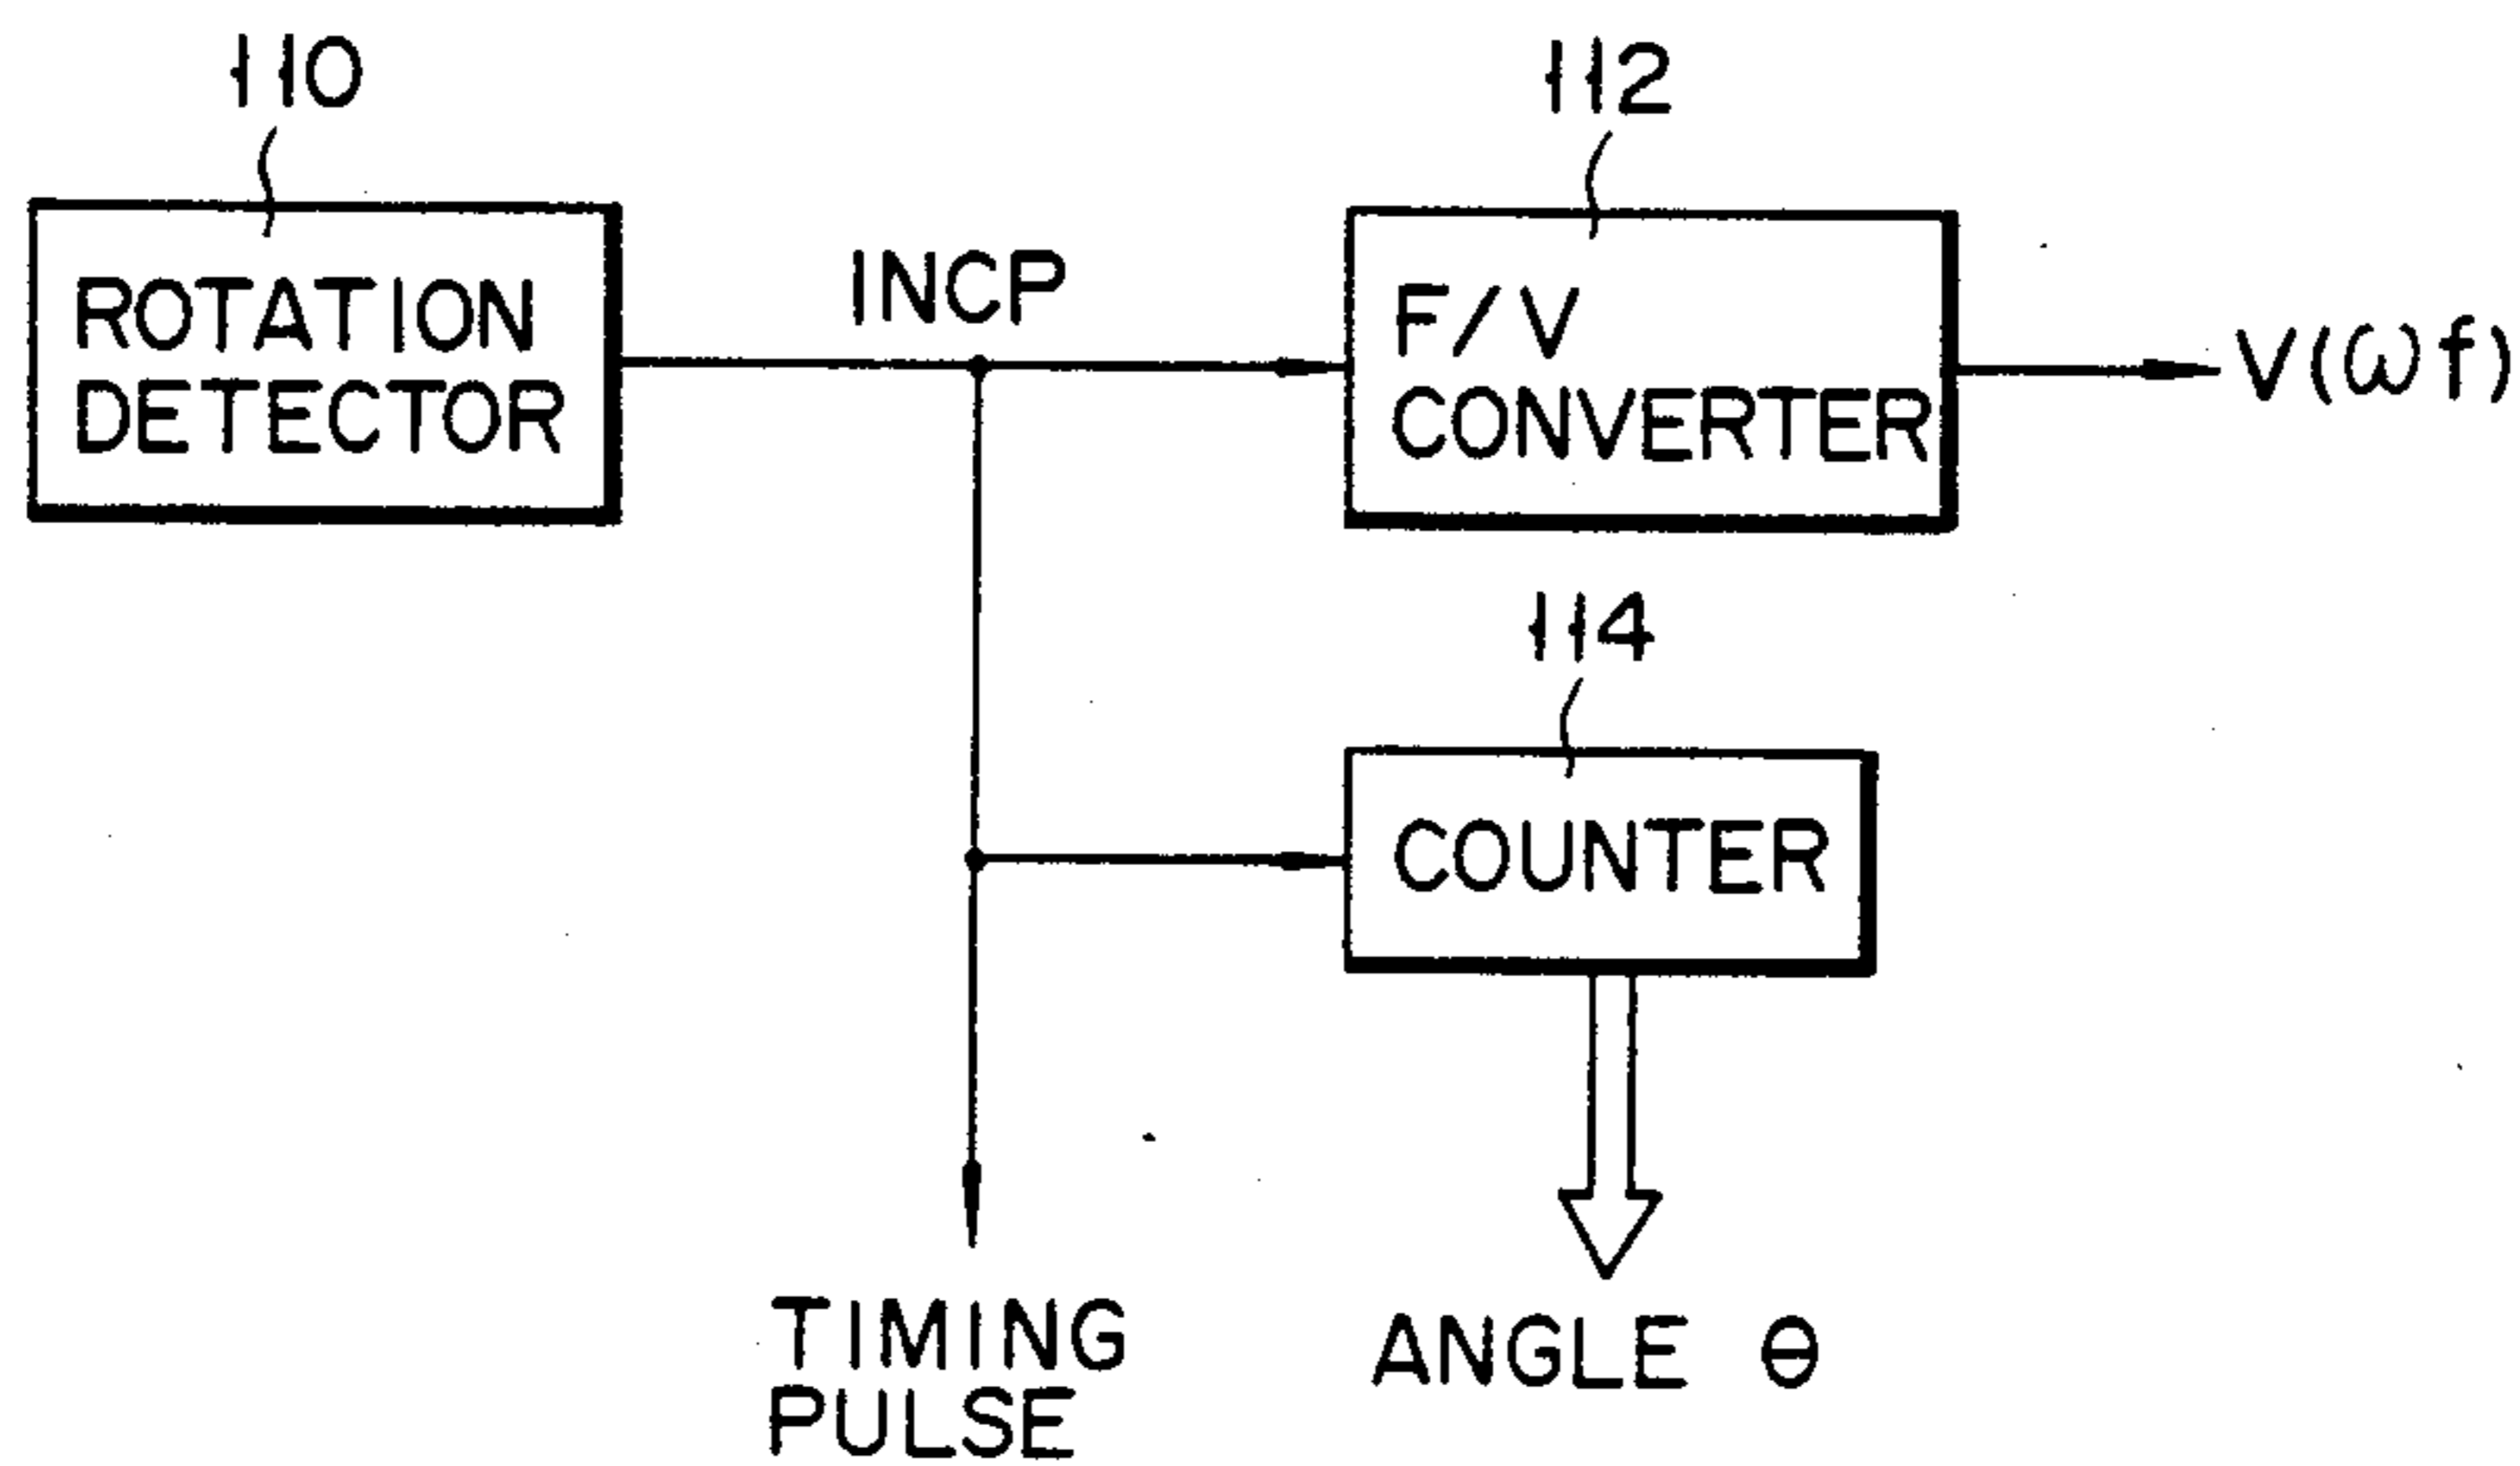 110
ROTATION
DETECTOR
INCP
112
F/V
CONVERTER
V(ωf)
114
COUNTER
TIMING
PULSE
ANGLE θ